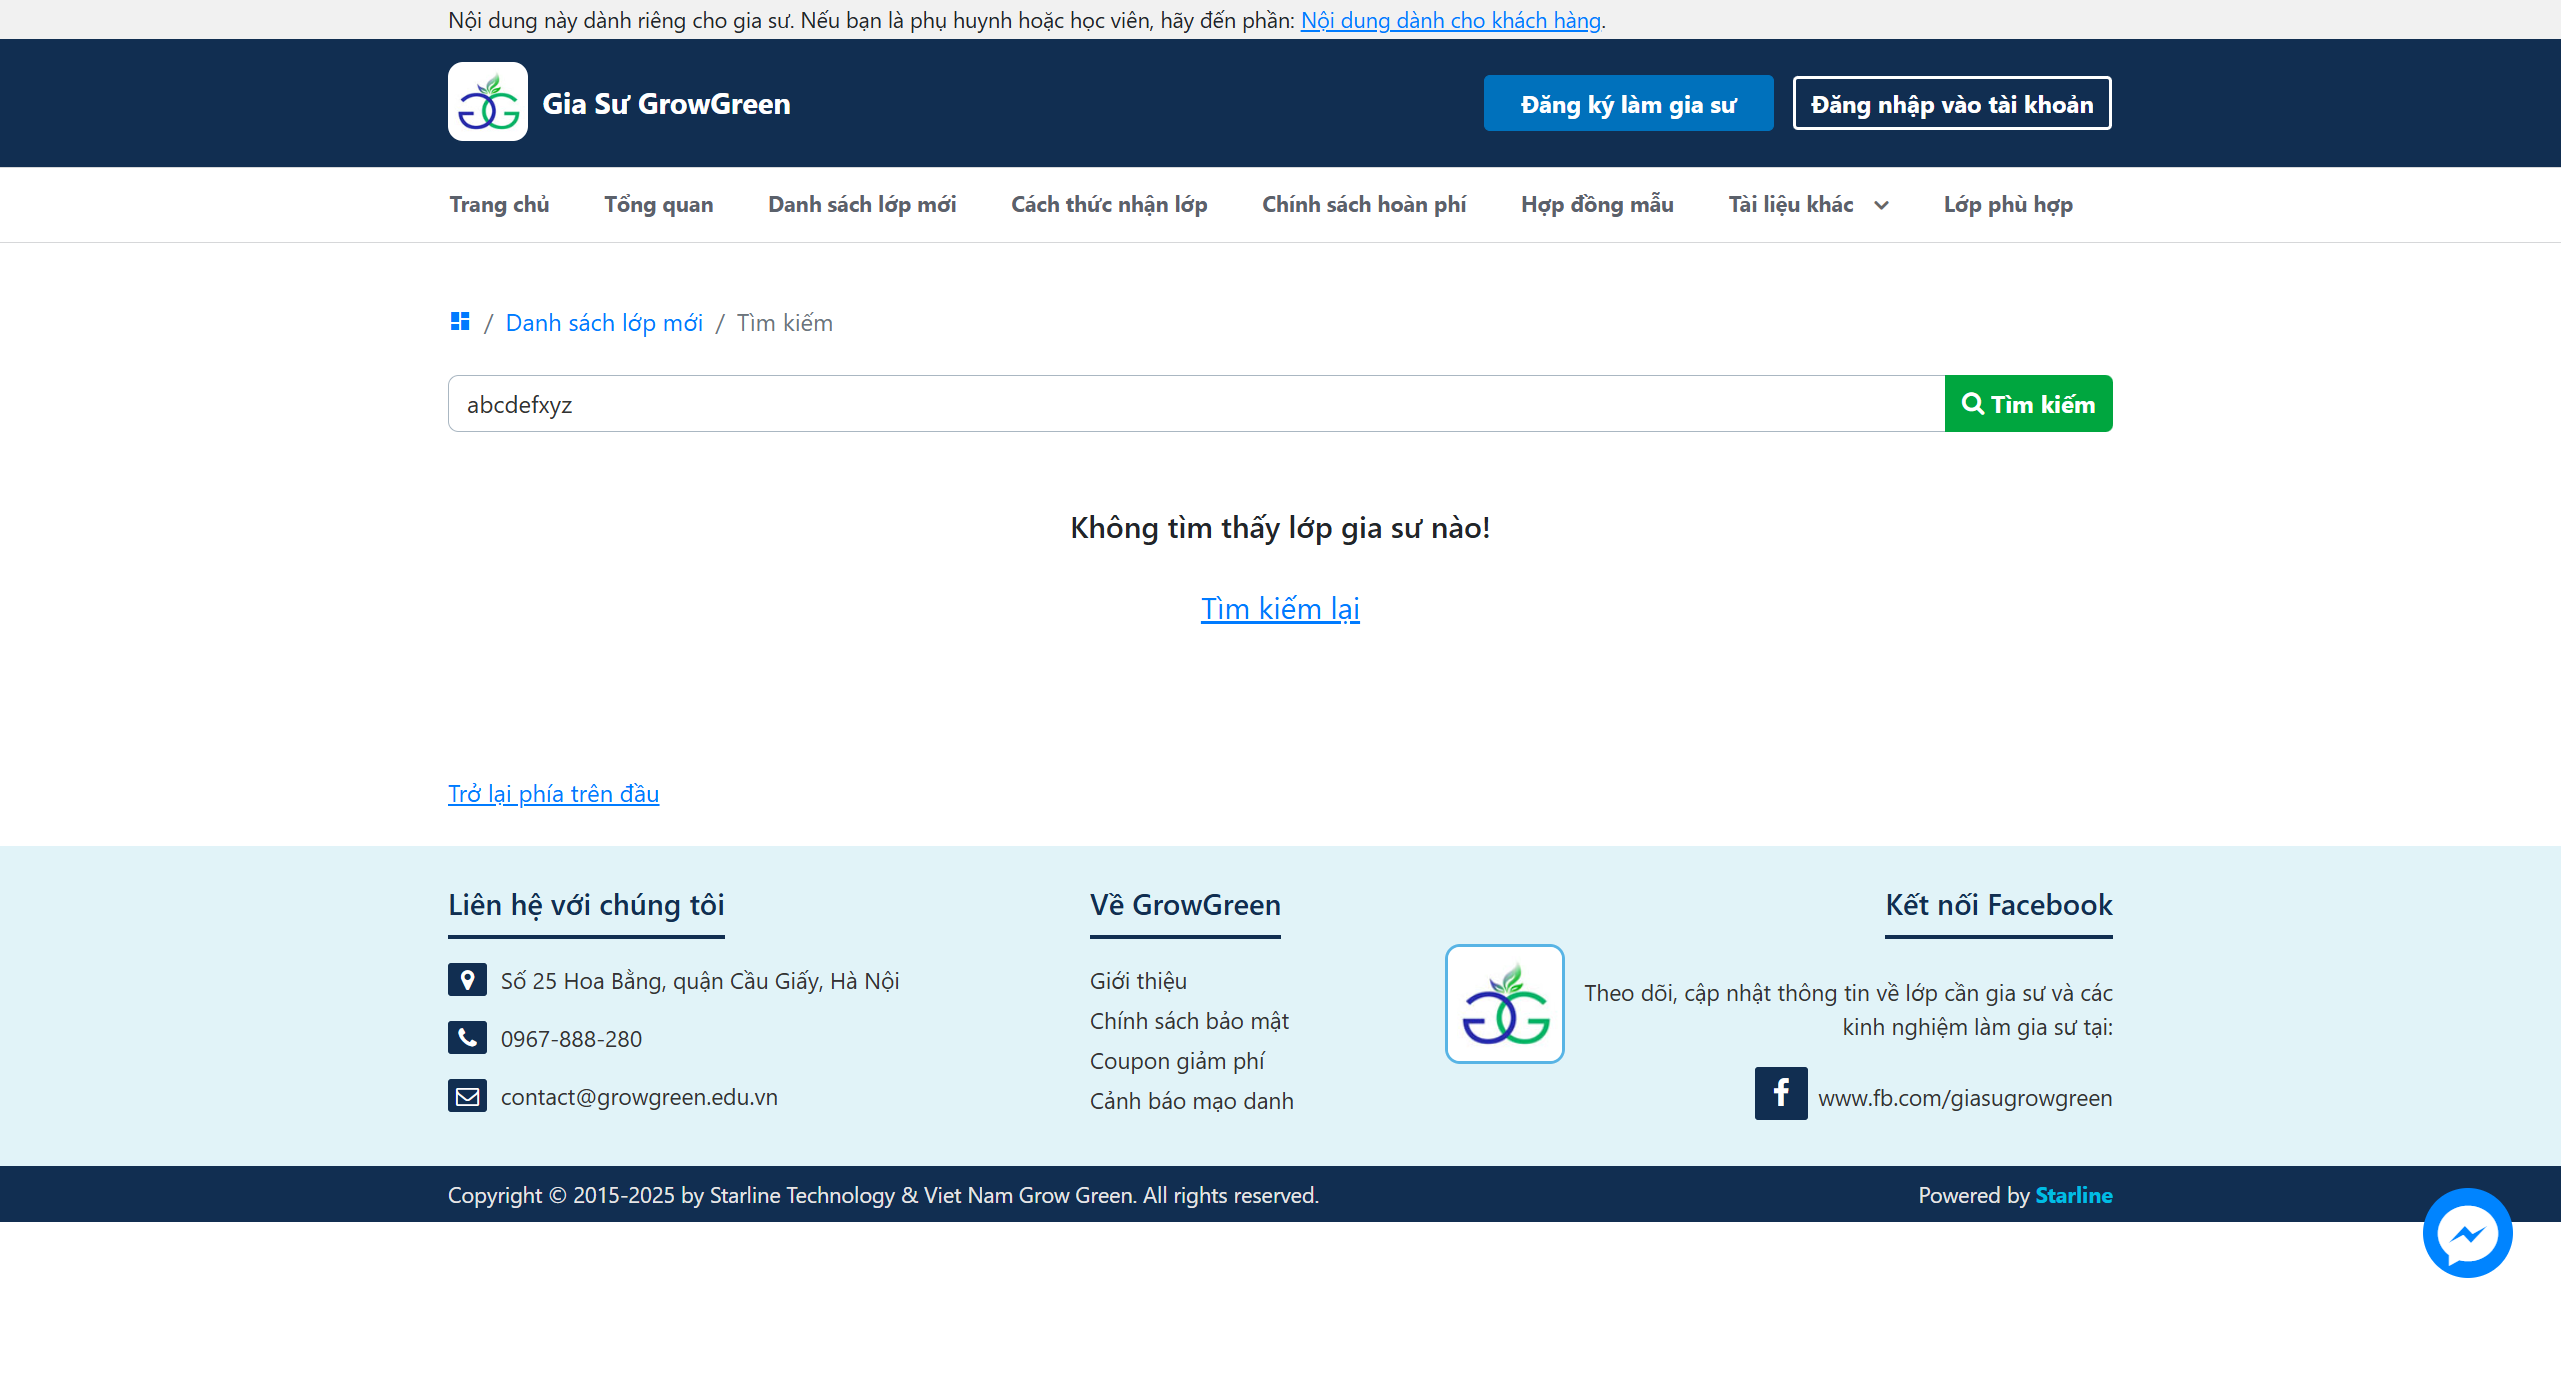 Nội dung này dành riêng cho gia sư. Nếu bạn là phụ huynh hoặc học viên, hãy đến phần: Nội dung dành cho khách hàng.
Gia Sư GrowGreen
Đăng ký làm gia sư
Đăng nhập vào tài khoản
Trang chủ
Tổng quan
Danh sách lớp mới
Cách thức nhận lớp
Chính sách hoàn phí
Hợp đồng mẫu
Tài liệu khác
Lớp phù hợp
/ Danh sách lớp mới / Tìm kiếm
abcdefxyz
Tìm kiếm
Không tìm thấy lớp gia sư nào!
Tìm kiếm lại
Trở lại phía trên đầu
Liên hệ với chúng tôi
Số 25 Hoa Bằng, quận Cầu Giấy, Hà Nội
0967-888-280
contact@growgreen.edu.vn
Về GrowGreen
Giới thiệu
Chính sách bảo mật
Coupon giảm phí
Cảnh báo mạo danh
Kết nối Facebook
Theo dõi, cập nhật thông tin về lớp cần gia sư và các
kinh nghiệm làm gia sư tại:
www.fb.com/giasugrowgreen
Copyright © 2015-2025 by Starline Technology & Viet Nam Grow Green. All rights reserved.
Powered by Starline